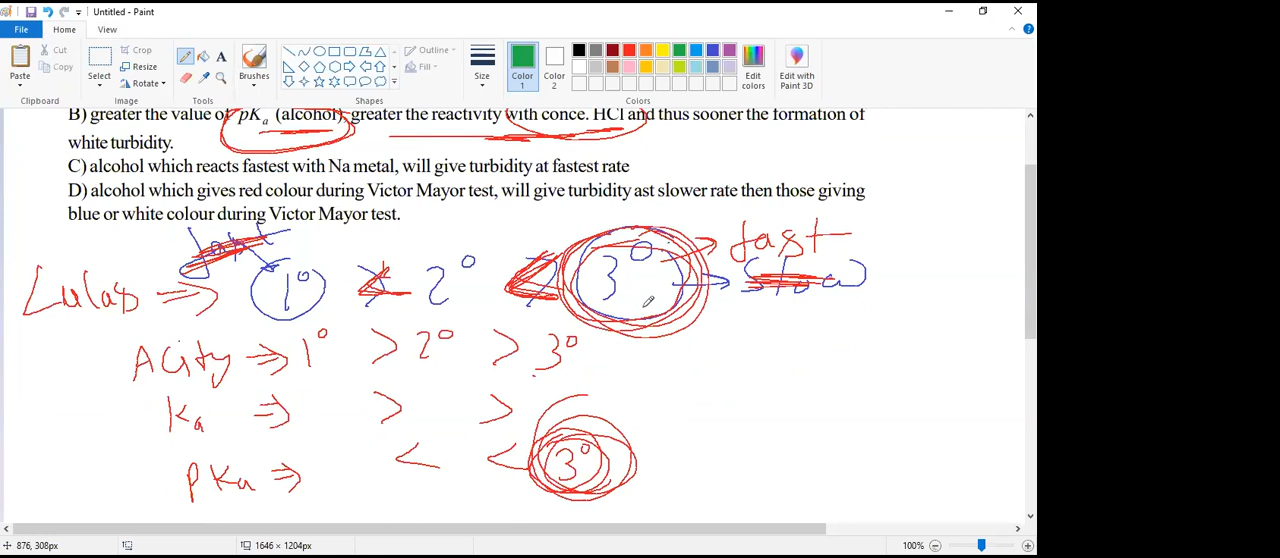 Untitled - Paint
File Home View
Paste Cut Copy Select Crop Resize Rotate Brushes Outline Fill Size Color 1 Color 2 Edit colors Edit with Paint 3D
Clipboard Image Tools Shapes Colors
B) greater the value of pKa (alcohol), greater the reactivity with conce. HCl and thus sooner the formation of
white turbidity.
C) alcohol which reacts fastest with Na metal, will give turbidity at fastest rate
D) alcohol which gives red colour during Victor Mayor test, will give turbidity ast slower rate then those giving
blue or white colour during Victor Mayor test.
fast
Lucas ⇒ 1° < 2° < 3° → slow
Acity ⇒ 1° > 2° > 3°
Ka ⇒ > >
PKa ⇒ < < 3°
876, 308px 1646 × 1204px 100%